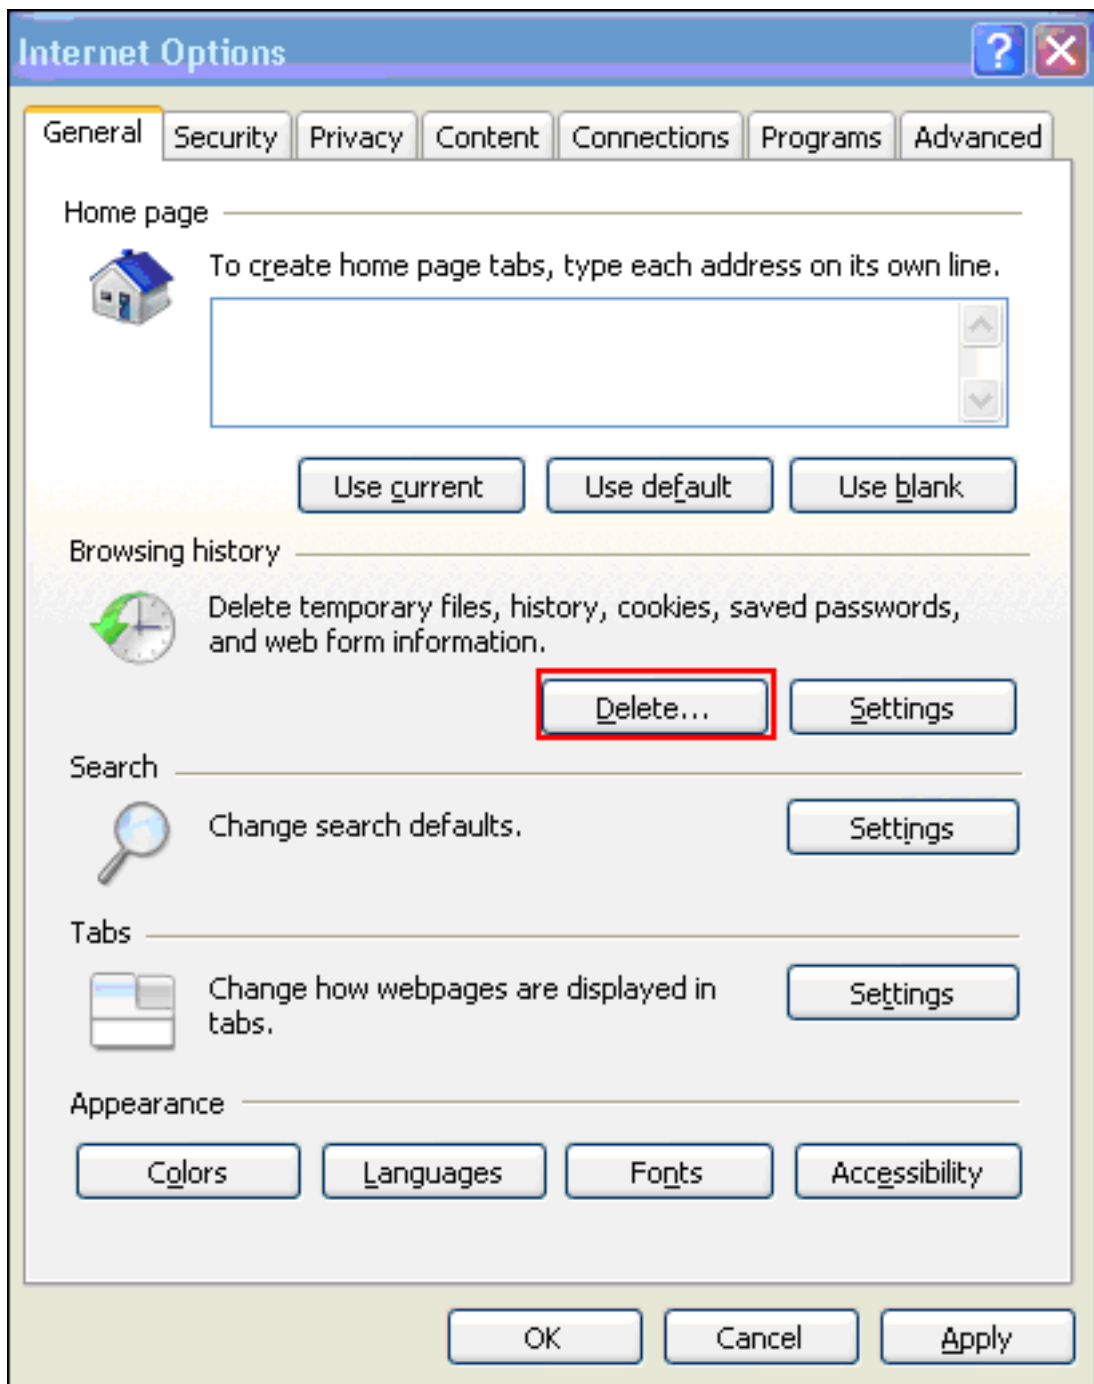 Internet Options
?
General Security Privacy Content Connections Programs Advanced
Home page
To create home page tabs, type each address on its own line.
Use current Use default Use blank
Browsing history
Delete temporary files, history, cookies, saved passwords,
and web form information.
Delete... Settings
Search
Change search defaults. Settings
Tabs
Change how webpages are displayed in
tabs.
Settings
Appearance
Colors Languages Fonts Accessibility
OK Cancel Apply